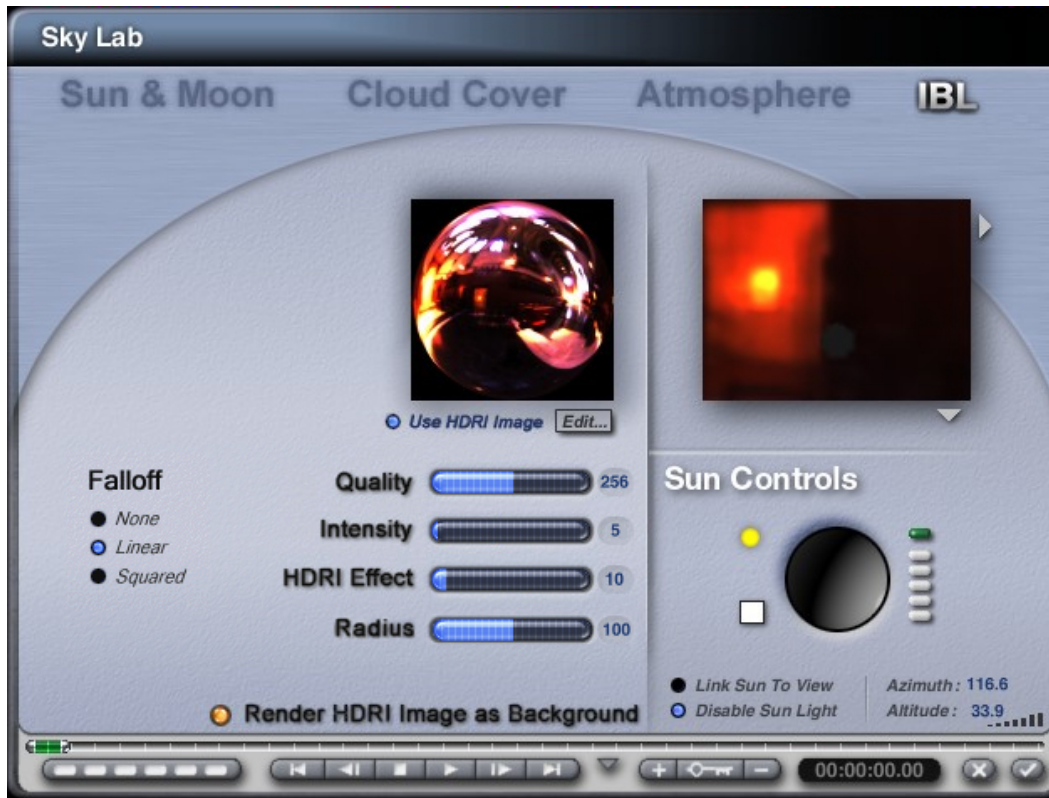 Sky Lab
Sun & Moon Cloud Cover Atmosphere IBL
Use HDRI Image Edit...
Falloff
None
Linear
Squared
Quality 256
Intensity 5
HDRI Effect 10
Radius 100
Render HDRI Image as Background
Sun Controls
Link Sun To View
Disable Sun Light
Azimuth: 116.6
Altitude: 33.9
00:00:00.00